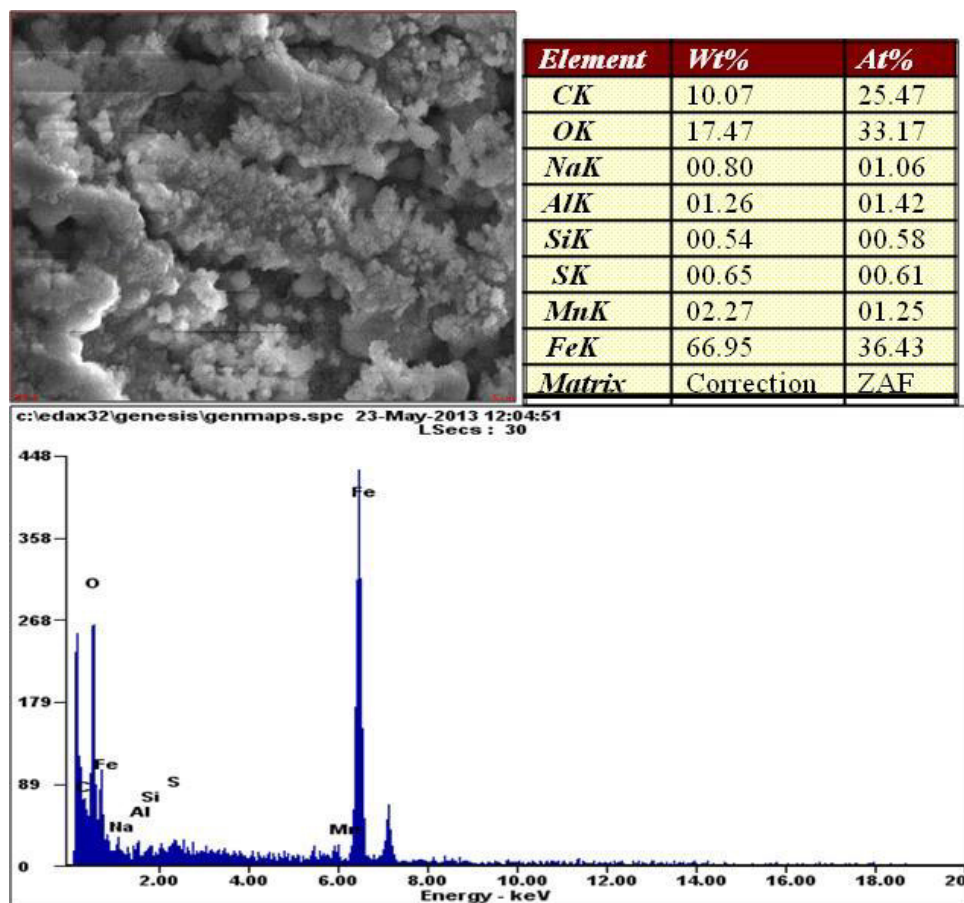 Element Wt% At%
CK 10.07 25.47
OK 17.47 33.17
NaK 00.80 01.06
AlK 01.26 01.42
SiK 00.54 00.58
SK 00.65 00.61
MnK 02.27 01.25
FeK 66.95 36.43
Matrix Correction ZAF
c:\edax32\genesis\genmaps.spc 23-May-2013 12:04:51
LSecs : 30
448
358
268
179
89
0
Fe
O
C
Fe
Na
Al
Si
S
Mn
2.00 4.00 6.00 8.00 10.00 12.00 14.00 16.00 18.00 20
Energy - keV